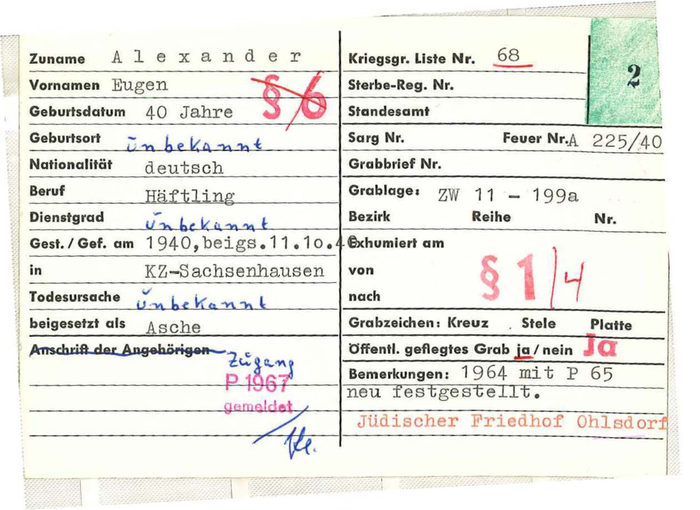 Zuname Alexander
Vornamen Eugen
§ 6
Geburtsdatum 40 Jahre
Geburtsort Unbekannt
Nationalität deutsch
Beruf Häftling
Dienstgrad Unbekannt
Gest. / Gef. am 1940,beigs.11.10.40
in KZ-Sachsenhausen
Todesursache Unbekannt
beigesetzt als Asche
Anschrift der Angehörigen
Zugang
P 1967
gemeldet
Kriegsgr. Liste Nr. 68
2
Sterbe-Reg. Nr.
Standesamt
Sarg Nr. Feuer Nr. A 225/40
Grabbrief Nr.
Grablage: ZW 11 - 199a
Bezirk Reihe Nr.
Exhumiert am
von
§ 1/4
nach
Grabzeichen: Kreuz Stele Platte
Öffentl. geflegtes Grab ja / nein Ja
Bemerkungen: 1964 mit P 65
neu festgestellt.
Jüdischer Friedhof Ohlsdorf